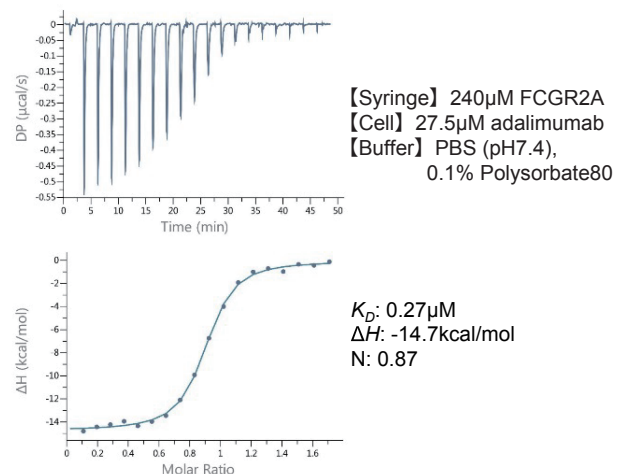 0
-0.05
-0.1
-0.15
-0.2
-0.25
-0.3
-0.35
-0.4
-0.45
-0.5
-0.55
DP (µcal/s)
0 5 10 15 20 25 30 35 40 45 50
Time (min)
【Syringe】240µM FCGR2A
【Cell】27.5µM adalimumab
【Buffer】PBS (pH7.4),
0.1% Polysorbate80
0
-2
-4
-6
-8
-10
-12
-14
ΔH (kcal/mol)
0 0.2 0.4 0.6 0.8 1 1.2 1.4 1.6
Molar Ratio
KD: 0.27µM
ΔH: -14.7kcal/mol
N: 0.87